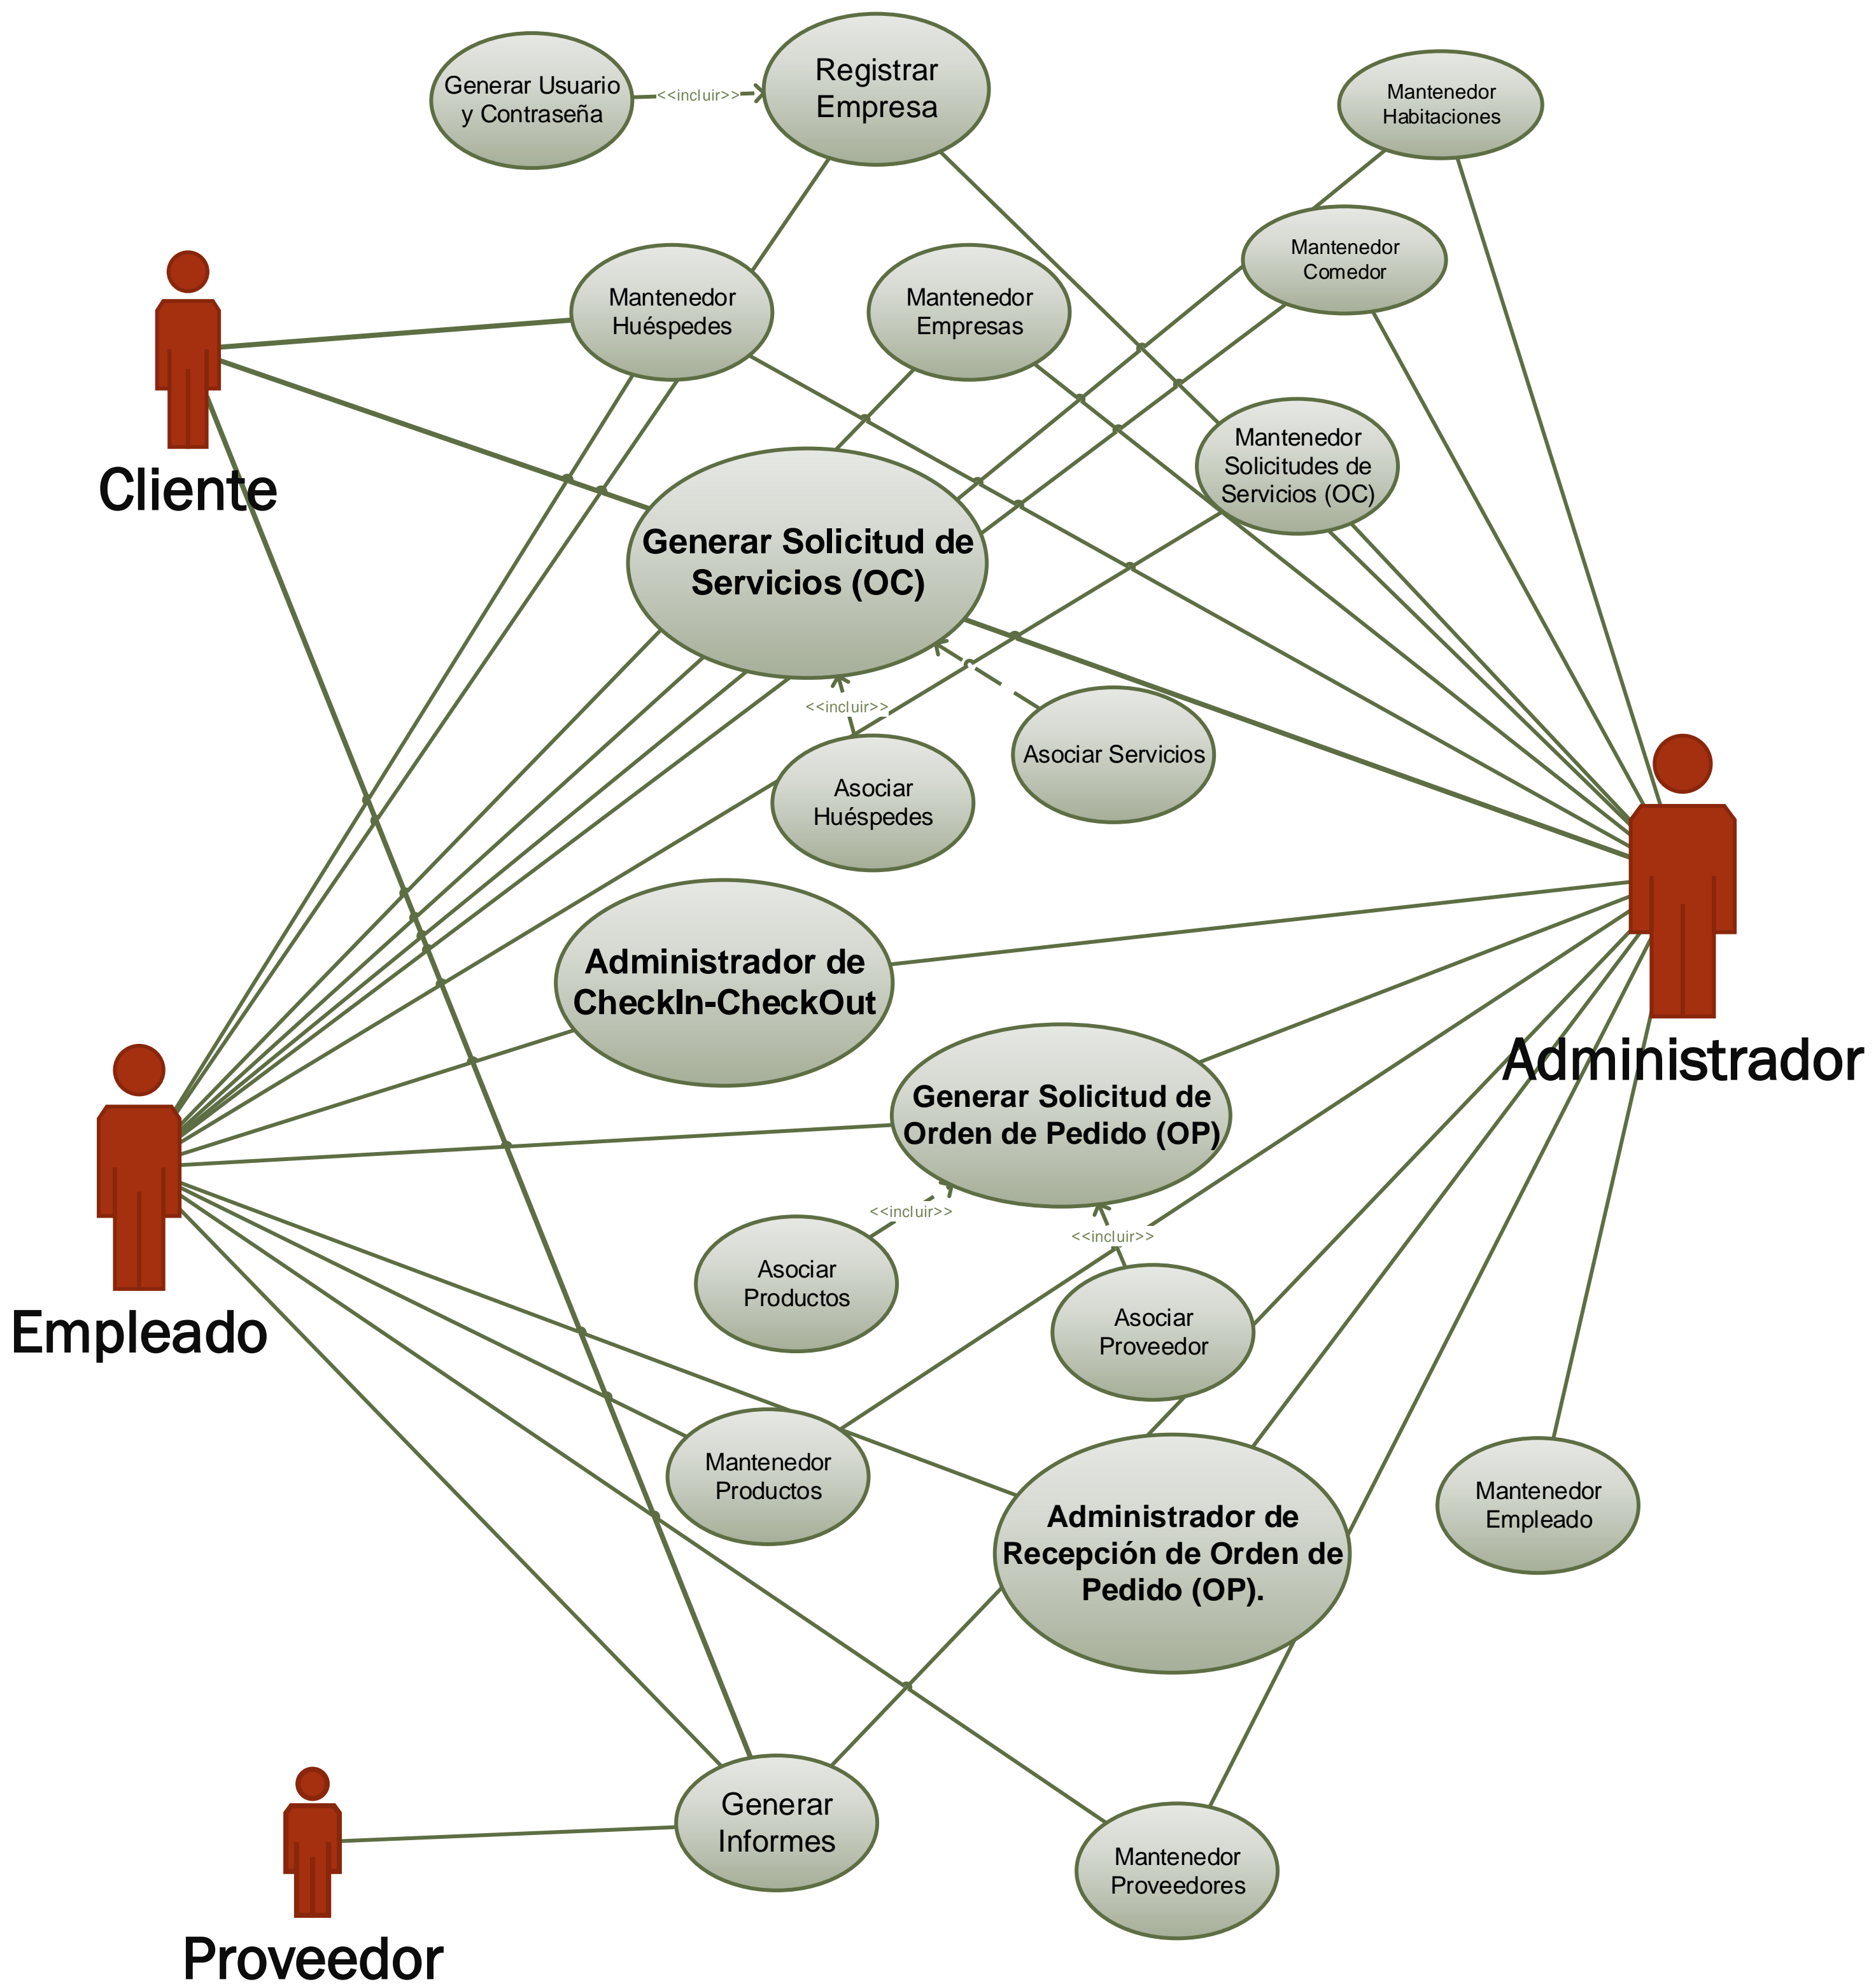 Generar Usuario
y Contraseña
<<incluir>>
Registrar
Empresa
Mantenedor
Habitaciones
Mantenedor
Comedor
Mantenedor
Huéspedes
Mantenedor
Empresas
Mantenedor
Solicitudes de
Servicios (OC)
Cliente
Generar Solicitud de
Servicios (OC)
<<incluir>>
Asociar Servicios
Asociar
Huéspedes
Administrador de
CheckIn-CheckOut
Administrador
Generar Solicitud de
Orden de Pedido (OP)
<<incluir>>
<<incluir>>
Asociar
Productos
Asociar
Proveedor
Empleado
Mantenedor
Productos
Administrador de
Recepción de Orden de
Pedido (OP).
Mantenedor
Empleado
Generar
Informes
Mantenedor
Proveedores
Proveedor